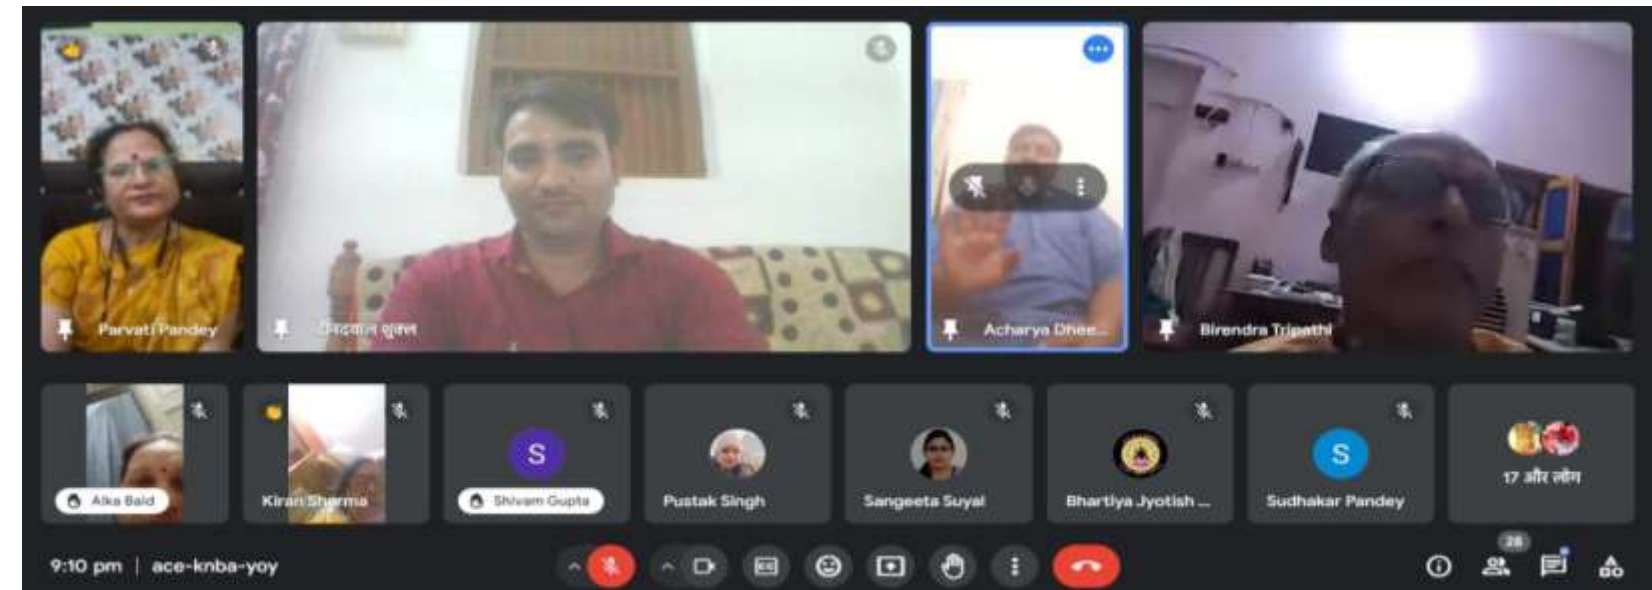 Parvati Pandey
शुक्ल
Acharya Dhee...
Birendra Tripathi
Alka Baid
Kiran Sharma
S
Shivam Gupta
Pustak Singh
Sangeeta Suyal
Bhartiya Jyotish ...
S
Sudhakar Pandey
17 और लोग
9:10 pm | ace-knba-yoy
28